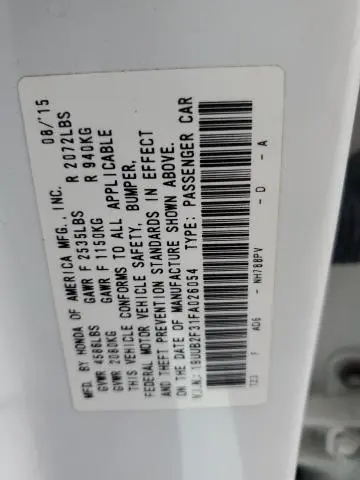 MFD. BY HONDA OF AMERICA MFG., INC. 08/'15
GVWR 4586LBS GAWR F 2535LBS R 2072LBS
GVWR 2080KG GAWR F 1150KG R 940KG
THIS VEHICLE CONFORMS TO ALL APPLICABLE
FEDERAL MOTOR VEHICLE SAFETY, BUMPER,
AND THEFT PREVENTION STANDARDS IN EFFECT
ON THE DATE OF MANUFACTURE SHOWN ABOVE.
V.I.N.: 19UUB2F31FA026054 TYPE: PASSENGER CAR
TZ3 F AD6 - NH788PV - D - A